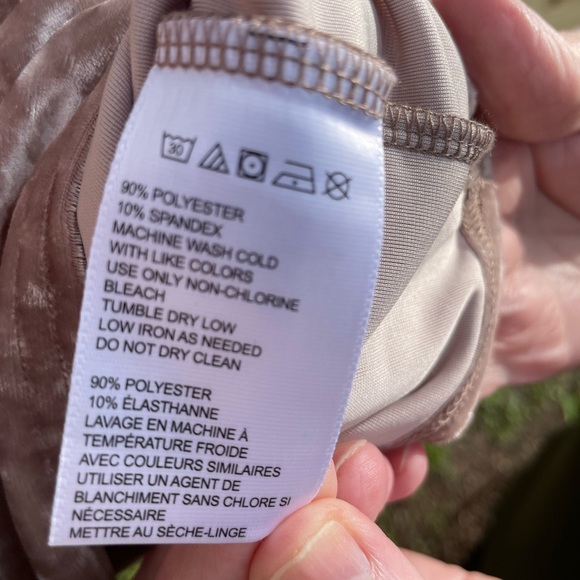 30
90% POLYESTER
10% SPANDEX
MACHINE WASH COLD
WITH LIKE COLORS
USE ONLY NON-CHLORINE
BLEACH
TUMBLE DRY LOW
LOW IRON AS NEEDED
DO NOT DRY CLEAN
90% POLYESTER
10% ÉLASTHANNE
LAVAGE EN MACHINE À
TEMPÉRATURE FROIDE
AVEC COULEURS SIMILAIRES
UTILISER UN AGENT DE
BLANCHIMENT SANS CHLORE SI
NÉCESSAIRE
METTRE AU SÈCHE-LINGE